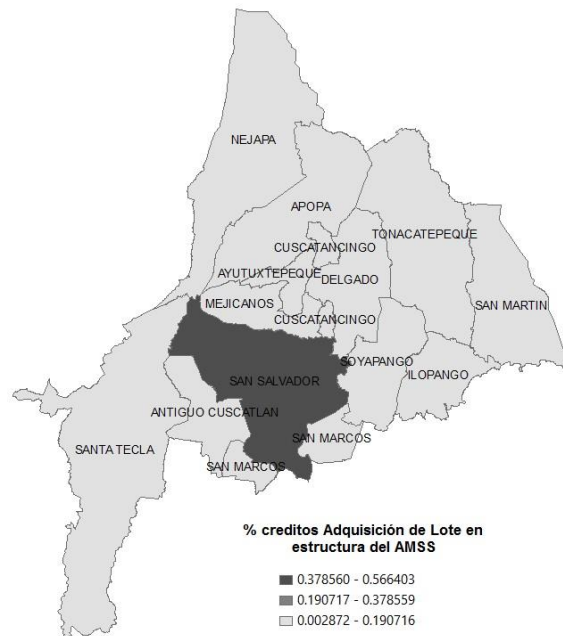 NEJAPA
APOPA
CUSCATANCINGO
TONACATEPEQUE
AYUTUXTEPEQUE
DELGADO
MEJICANOS
CUSCATANCINGO
SAN MARTIN
SOYAPANGO
SAN SALVADOR
ILOPANGO
ANTIGUO CUSCATLAN
SANTA TECLA
SAN MARCOS
SAN MARCOS
% creditos Adquisición de Lote en
estructura del AMSS
0.378560 - 0.566403
0.190717 - 0.378559
0.002872 - 0.190716